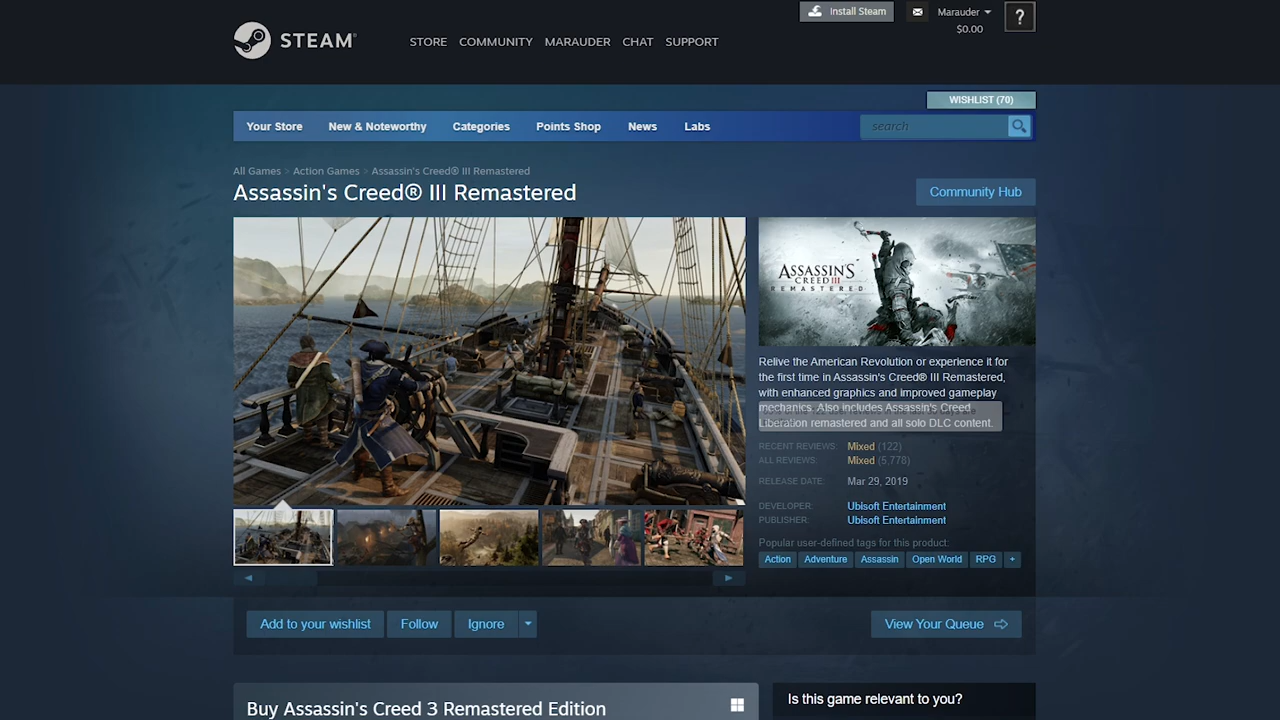 Install Steam
Marauder
$0.00
?
STEAM®
STORE COMMUNITY MARAUDER CHAT SUPPORT
WISHLIST (70)
Your Store New & Noteworthy Categories Points Shop News Labs
search
All Games > Action Games > Assassin's Creed® III Remastered
Assassin's Creed® III Remastered
Community Hub
ASSASSIN'S
CREED III
REMASTERED
Relive the American Revolution or experience it for
the first time in Assassin's Creed® III Remastered,
with enhanced graphics and improved gameplay
mechanics. Also includes Assassin's Creed
Liberation remastered and all solo DLC content.
RECENT REVIEWS: Mixed (122)
ALL REVIEWS: Mixed (5,778)
RELEASE DATE: Mar 29, 2019
DEVELOPER: Ubisoft Entertainment
PUBLISHER: Ubisoft Entertainment
Popular user-defined tags for this product:
Action Adventure Assassin Open World RPG +
Add to your wishlist Follow Ignore View Your Queue
Buy Assassin's Creed 3 Remastered Edition
Is this game relevant to you?